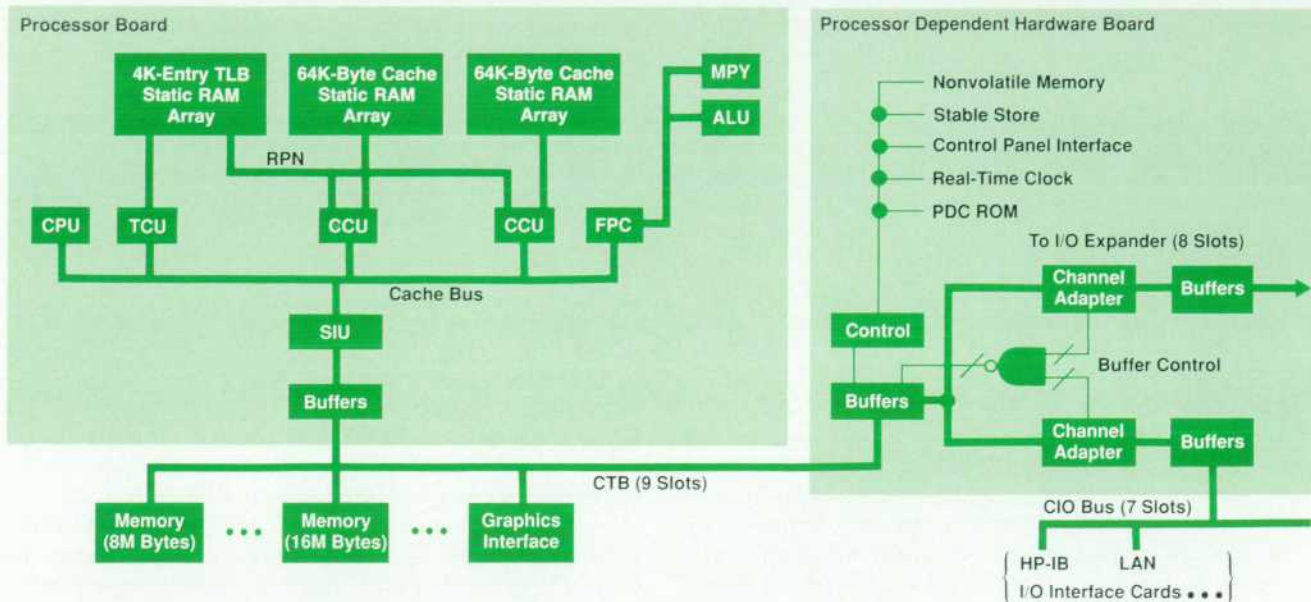 Processor Board
4K-Entry TLB
Static RAM
Array
64K-Byte Cache
Static RAM
Array
64K-Byte Cache
Static RAM
Array
MPY
ALU
RPN
CPU
TCU
CCU
CCU
FPC
Cache Bus
SIU
Buffers
CTB (9 Slots)
Memory
(8M Bytes)
• • •
Memory
(16M Bytes)
• • •
Graphics
Interface
Processor Dependent Hardware Board
Nonvolatile Memory
Stable Store
Control Panel Interface
Real-Time Clock
PDC ROM
To I/O Expander (8 Slots)
Channel
Adapter
Buffers
Control
Buffer Control
Buffers
Channel
Adapter
Buffers
CIO Bus (7 Slots)
HP-IB
LAN
I/O Interface Cards • • •